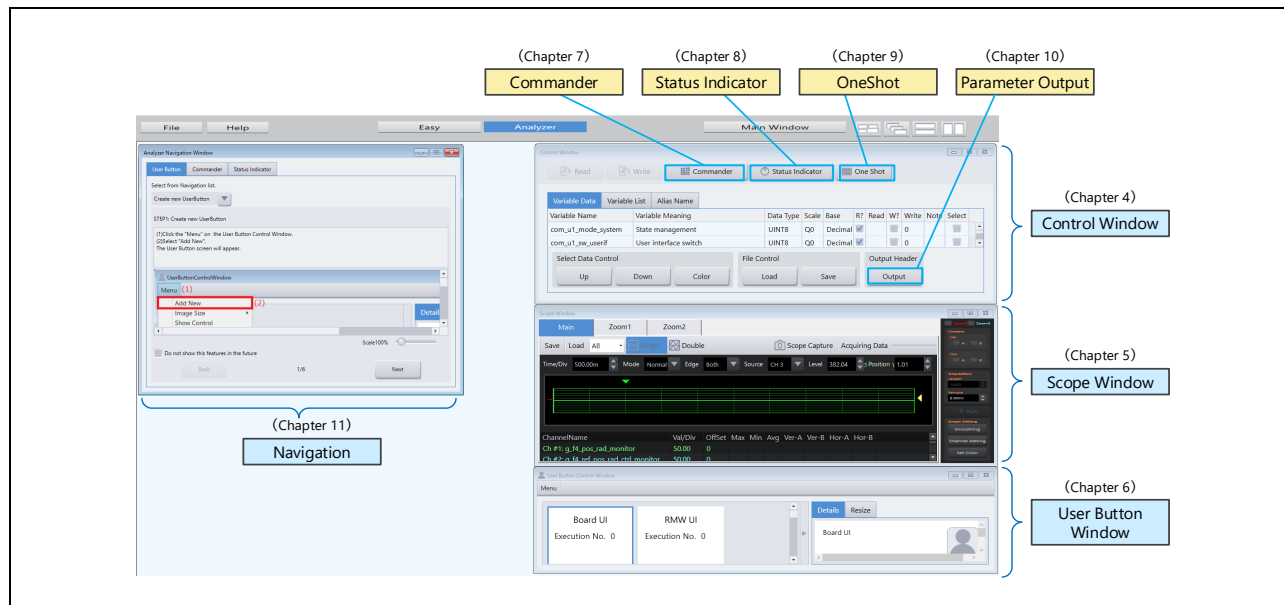 (Chapter 7)
Commander
(Chapter 8)
Status Indicator
(Chapter 9)
OneShot
(Chapter 10)
Parameter Output
File Help Easy Analyzer Main Window
Analyzer Navigation Window
User Button Commander Status Indicator
Select from Navigation list.
Create new UserButton
STEP1: Create new UserButton
(1)Click the "Menu" on the User Button Control Window.
(2)Select "Add New".
The User Button screen will appear.
UserButtonControlWindow
Menu (1)
Add New (2)
Image Size
Show Control
Detail
Scale100%
Do not show this features in the future
Back 1/6 Next
(Chapter 11)
Navigation
Control Window
Read Write Commander Status Indicator One Shot
Variable Data Variable List Alias Name
Variable Name Variable Meaning Data Type Scale Base R? Read W? Write Note Select
com_u1_mode_system State management UINT8 Q0 Decimal 0
com_u1_sw_userif User interface switch UINT8 Q0 Decimal 0
Select Data Control File Control Output Header
Up Down Color Load Save Output
(Chapter 4)
Control Window
Scope Window
Main Zoom1 Zoom2
Save Load All Single Double Scope Capture Acquiring Data
Time/Div 500.00m Mode Normal Edge Both Source CH 3 Level 382.04 Position 1.01
ChannelName Val/Div OffSet Max Min Avg Ver-A Ver-B Hor-A Hor-B
Ch #1: g_f4_pos_rad_monitor 50.00 0
Ch #2: g_f4_ref_pos_rad_ctrl_monitor 50.00 0
Smoothing
Channel Setting
Set Color
(Chapter 5)
Scope Window
User Button Control Window
Menu
Board UI
Execution No. 0
RMW UI
Execution No. 0
Details Resize
Board UI
(Chapter 6)
User Button
Window